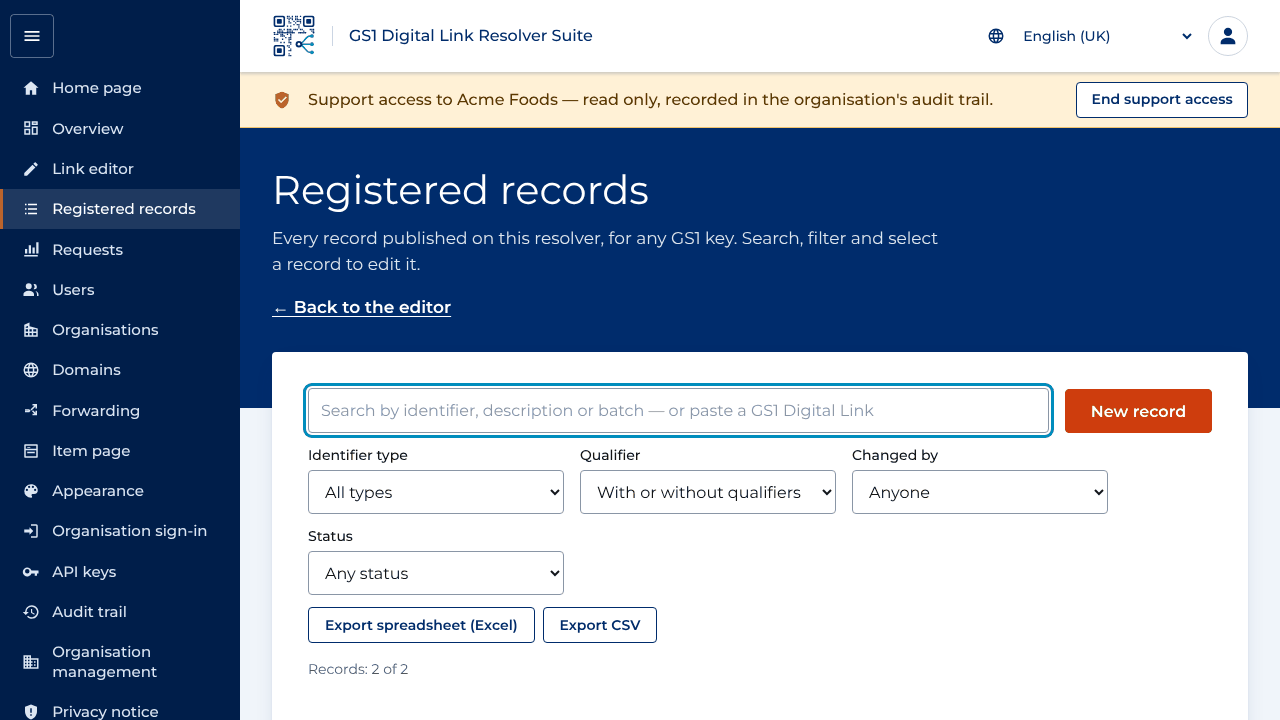 GS1 Digital Link Resolver Suite
English (UK)
Support access to Acme Foods — read only, recorded in the organisation's audit trail.
End support access
Home page
Overview
Link editor
Registered records
Requests
Users
Organisations
Domains
Forwarding
Item page
Appearance
Organisation sign-in
API keys
Audit trail
Organisation
management
Privacy notice
Registered records
Every record published on this resolver, for any GS1 key. Search, filter and select
a record to edit it.
← Back to the editor
Search by identifier, description or batch — or paste a GS1 Digital Link
New record
Identifier type
Qualifier
Changed by
All types
With or without qualifiers
Anyone
Status
Any status
Export spreadsheet (Excel)
Export CSV
Records: 2 of 2